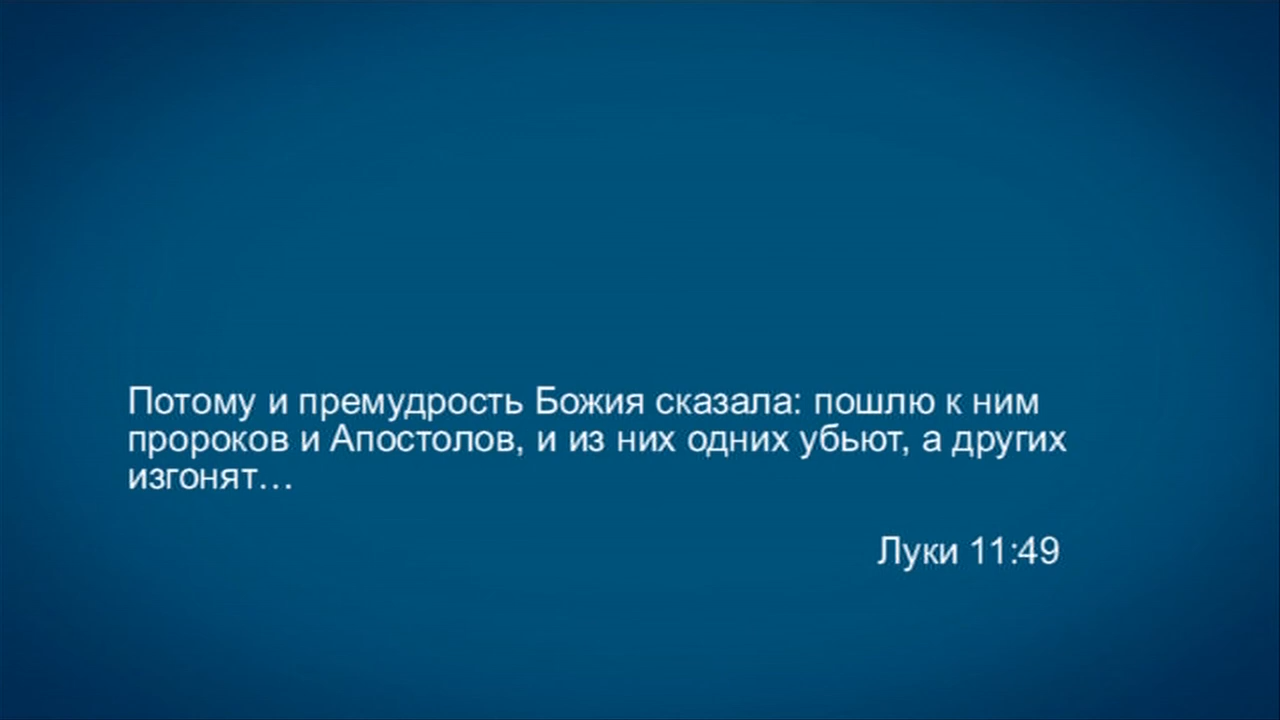 Потому и премудрость Божия сказала: пошлю к ним
пророков и Апостолов, и из них одних убьют, а других
изгонят…
Луки 11:49